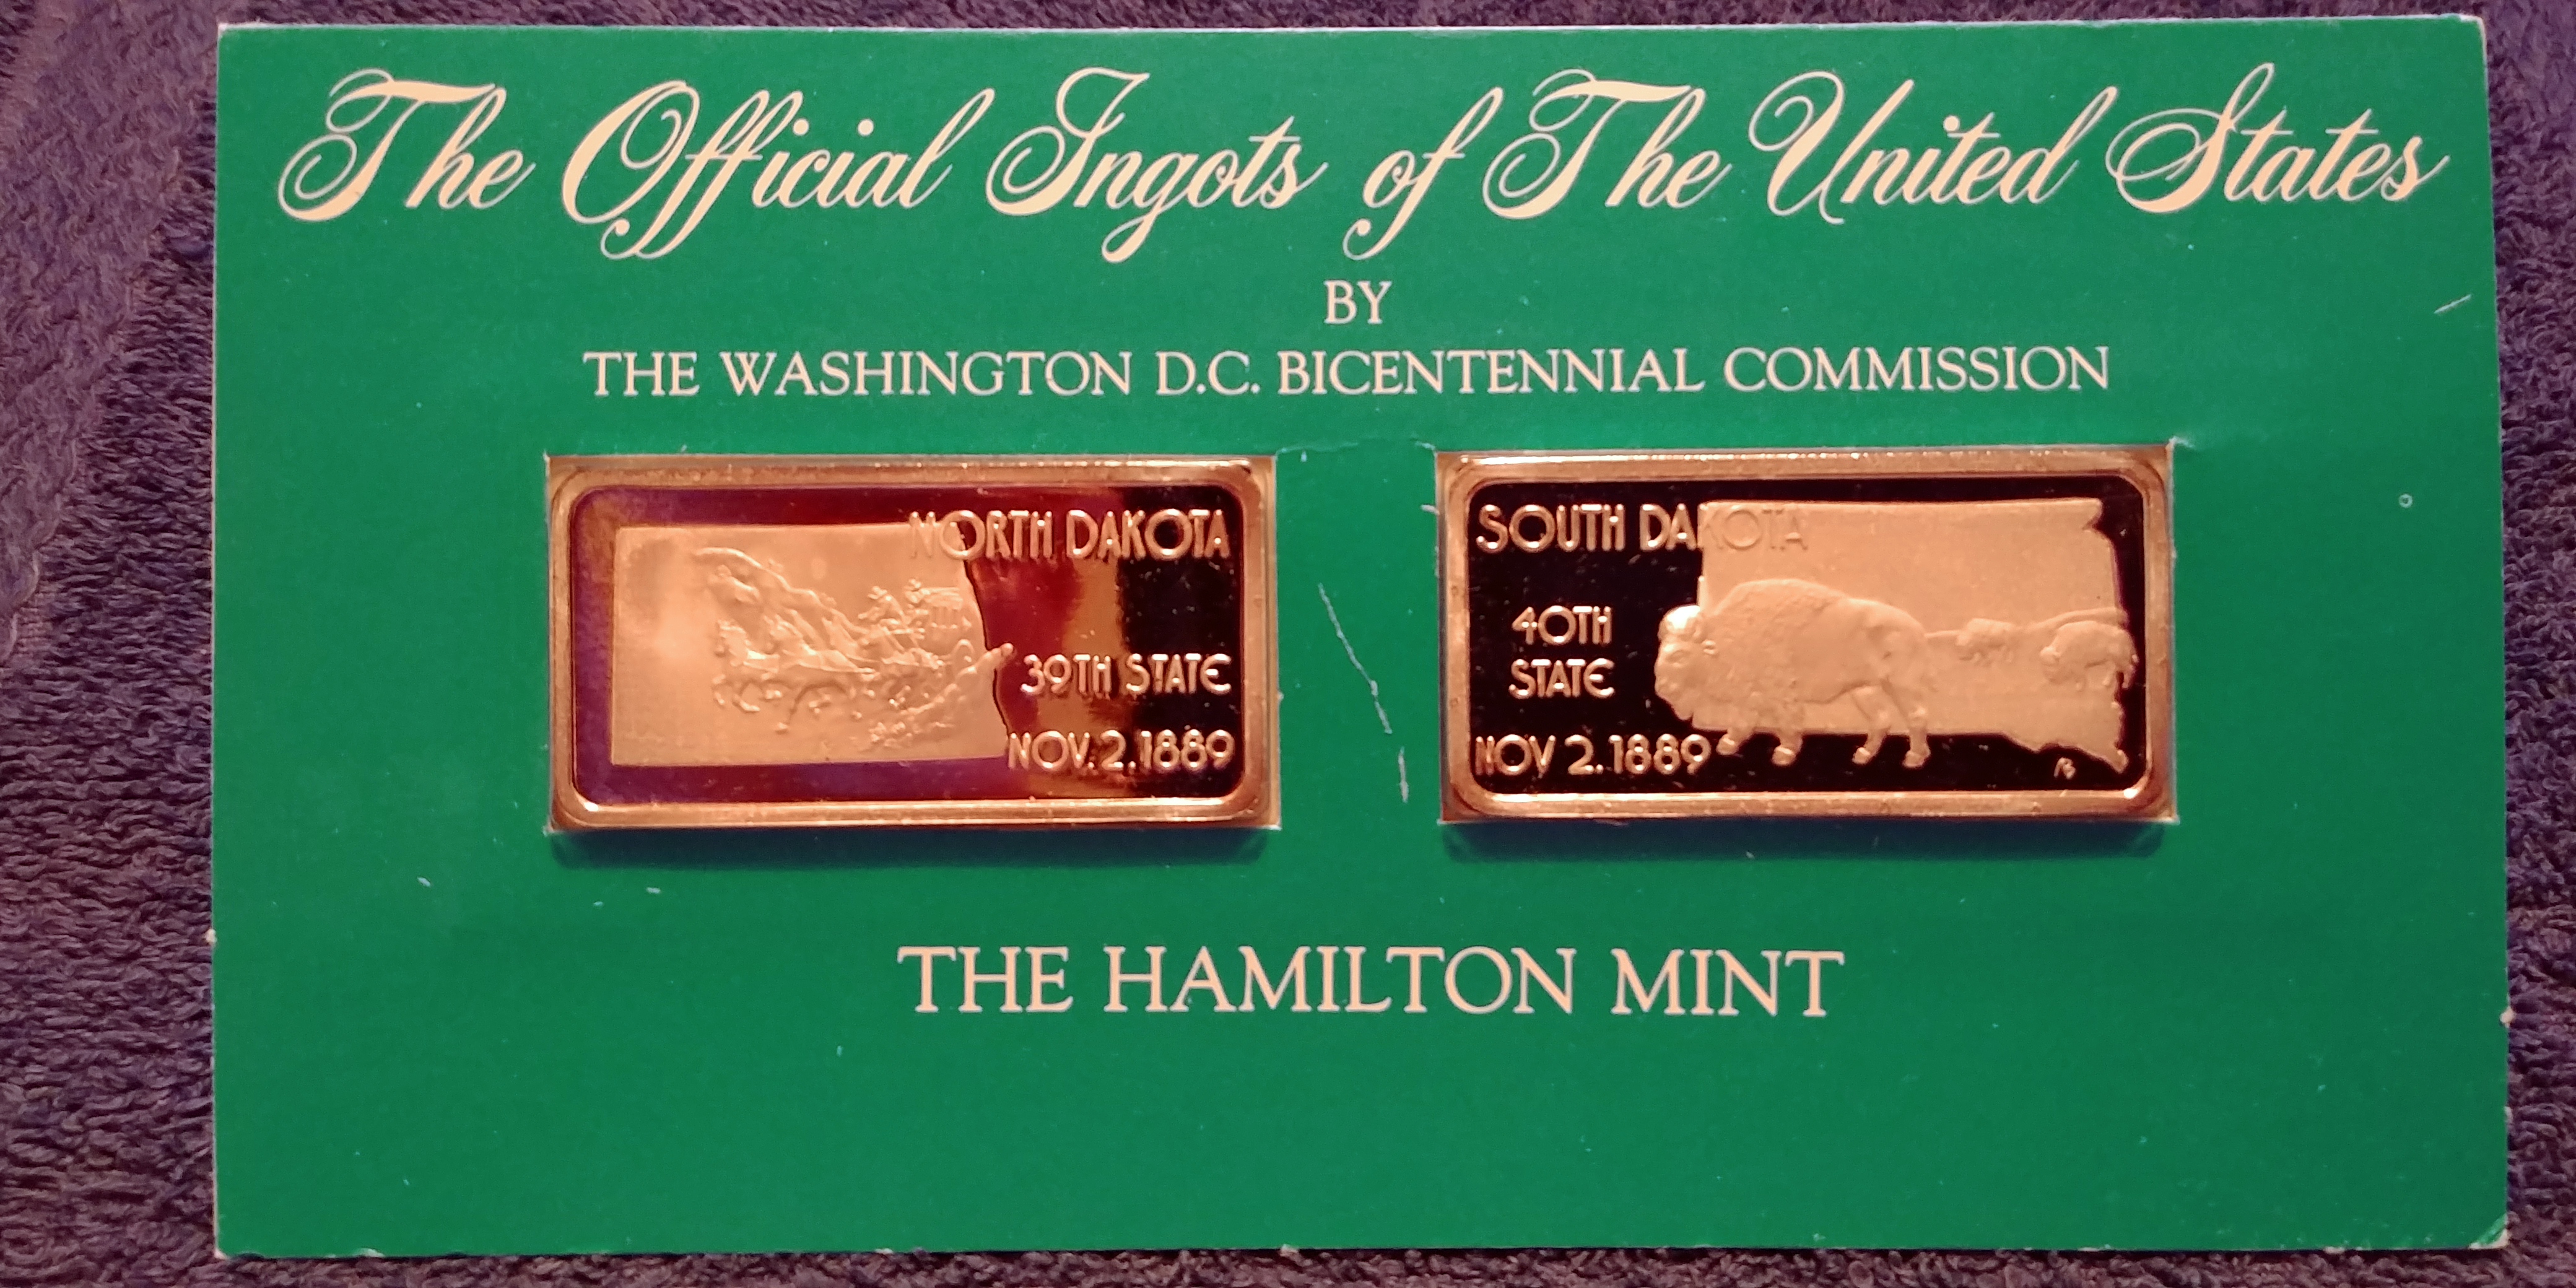 The Official Ingots of The United States
BY
THE WASHINGTON D.C. BICENTENNIAL COMMISSION
NORTH DAKOTA
39TH STATE
NOV. 2. 1889
SOUTH DAKOTA
40TH
STATE
NOV 2. 1889
THE HAMILTON MINT